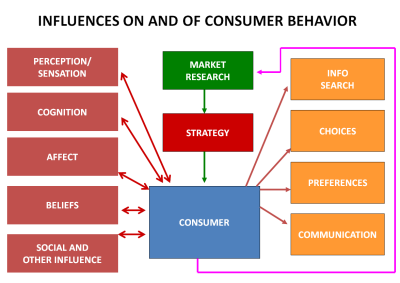 INFLUENCES ON AND OF CONSUMER BEHAVIOR
PERCEPTION/
SENSATION
COGNITION
AFFECT
BELIEFS
SOCIAL AND
OTHER INFLUENCE
MARKET
RESEARCH
STRATEGY
CONSUMER
INFO
SEARCH
CHOICES
PREFERENCES
COMMUNICATION